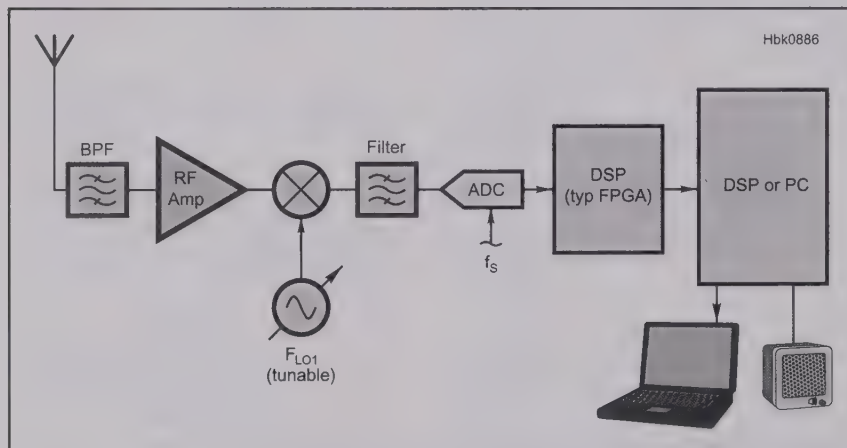 Hbk0886
BPF
RF
Amp
Filter
ADC
fS
DSP
(typ FPGA)
DSP or PC
FLO1
(tunable)